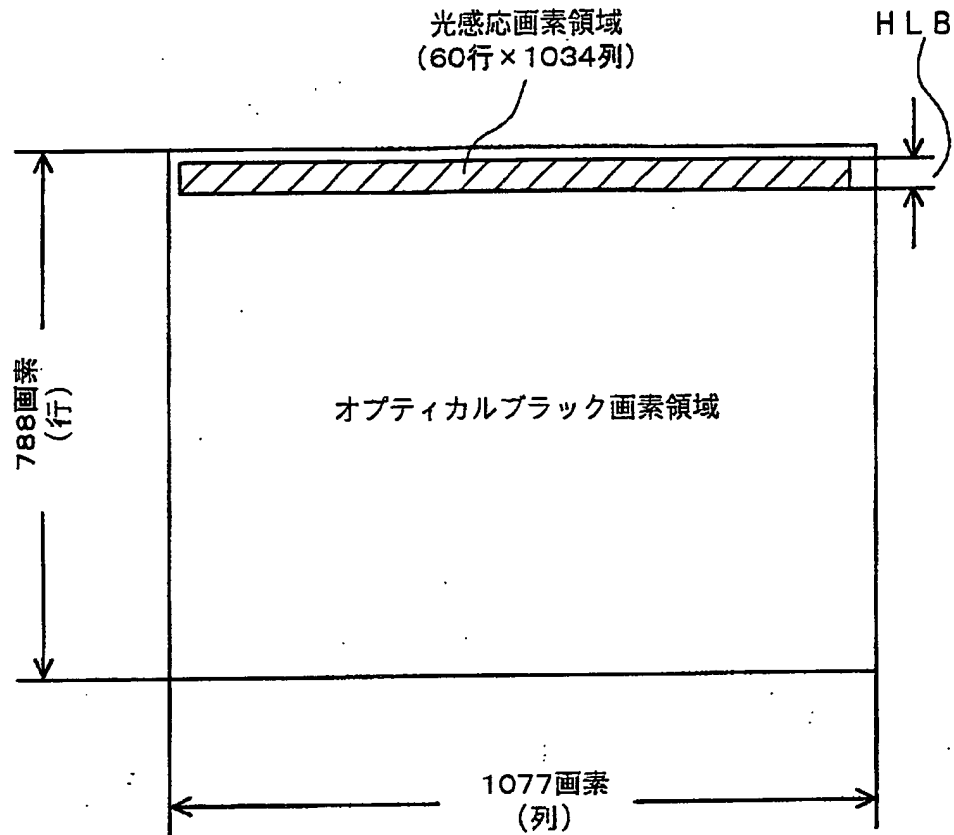 光感応画素領域
(60行×1034列)
HLB
788画素
(行)
オプティカルブラック画素領域
1077画素
(列)